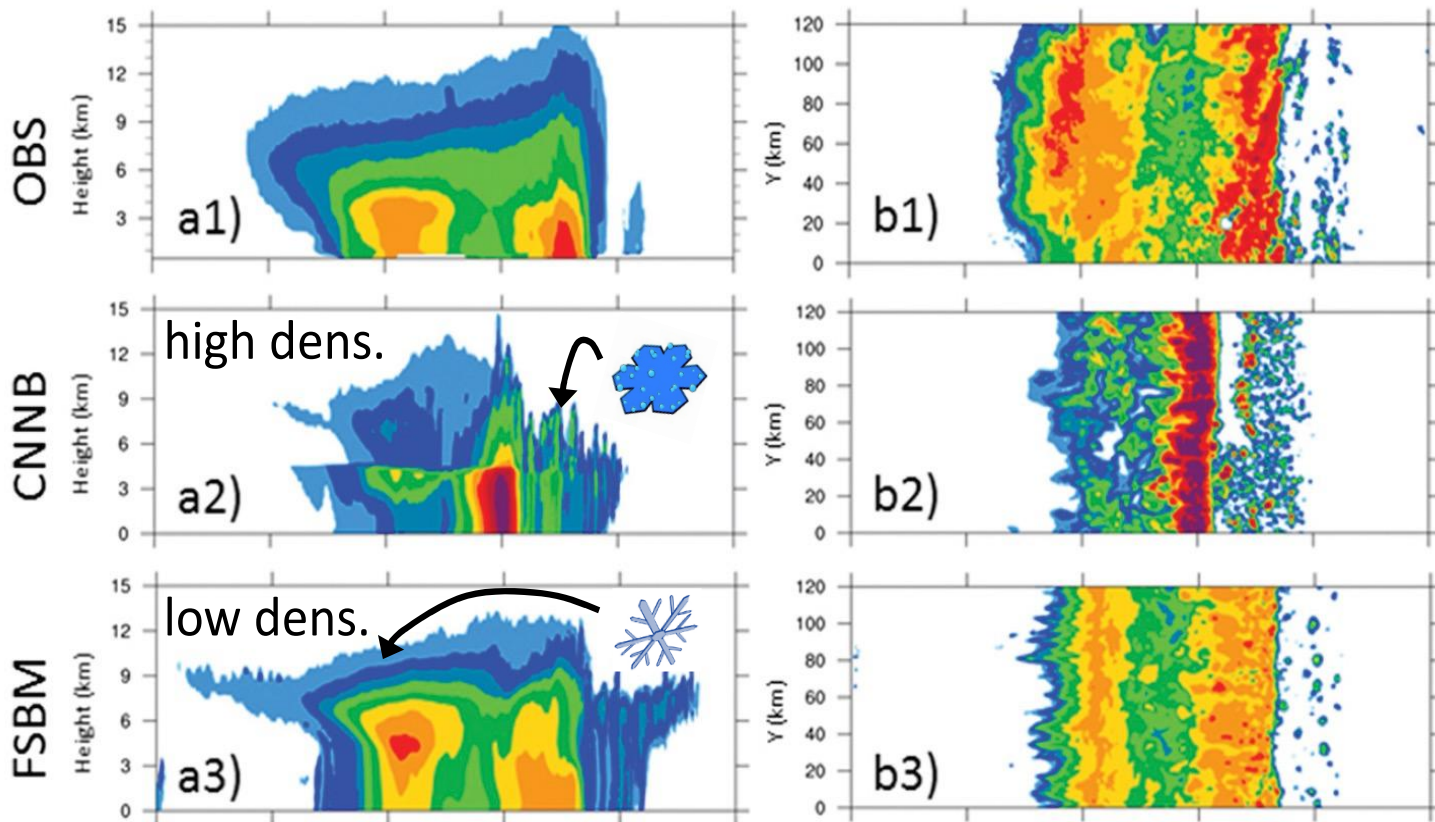 OBS
Height (km)
15
12
9
6
3
a1)
Y (km)
120
100
80
60
40
20
0
b1)
CNNB
Height (km)
15
12
9
6
3
0
high dens.
a2)
Y (km)
120
100
80
60
40
20
0
b2)
FSBM
Height (km)
15
12
9
6
3
0
low dens.
a3)
Y (km)
120
100
80
60
40
20
0
b3)